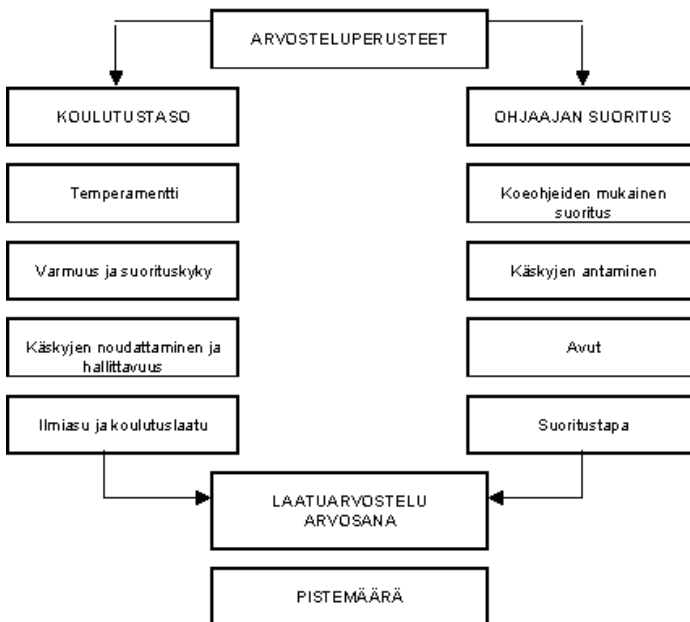 ARVOSTELUPERUSTEET
KOULUTUSTASO
Temperamentti
Varmuus ja suorituskyky
Käskyjen noudattaminen ja
hallittavuus
Ilmiasu ja koulutuslaatu
OHJAAJAN SUORITUS
Koeohjeiden mukainen
suoritus
Käskyjen antaminen
Avut
Suoritustapa
LAATUARVOSTELU
ARVOSANA
PISTEMÄÄRÄ